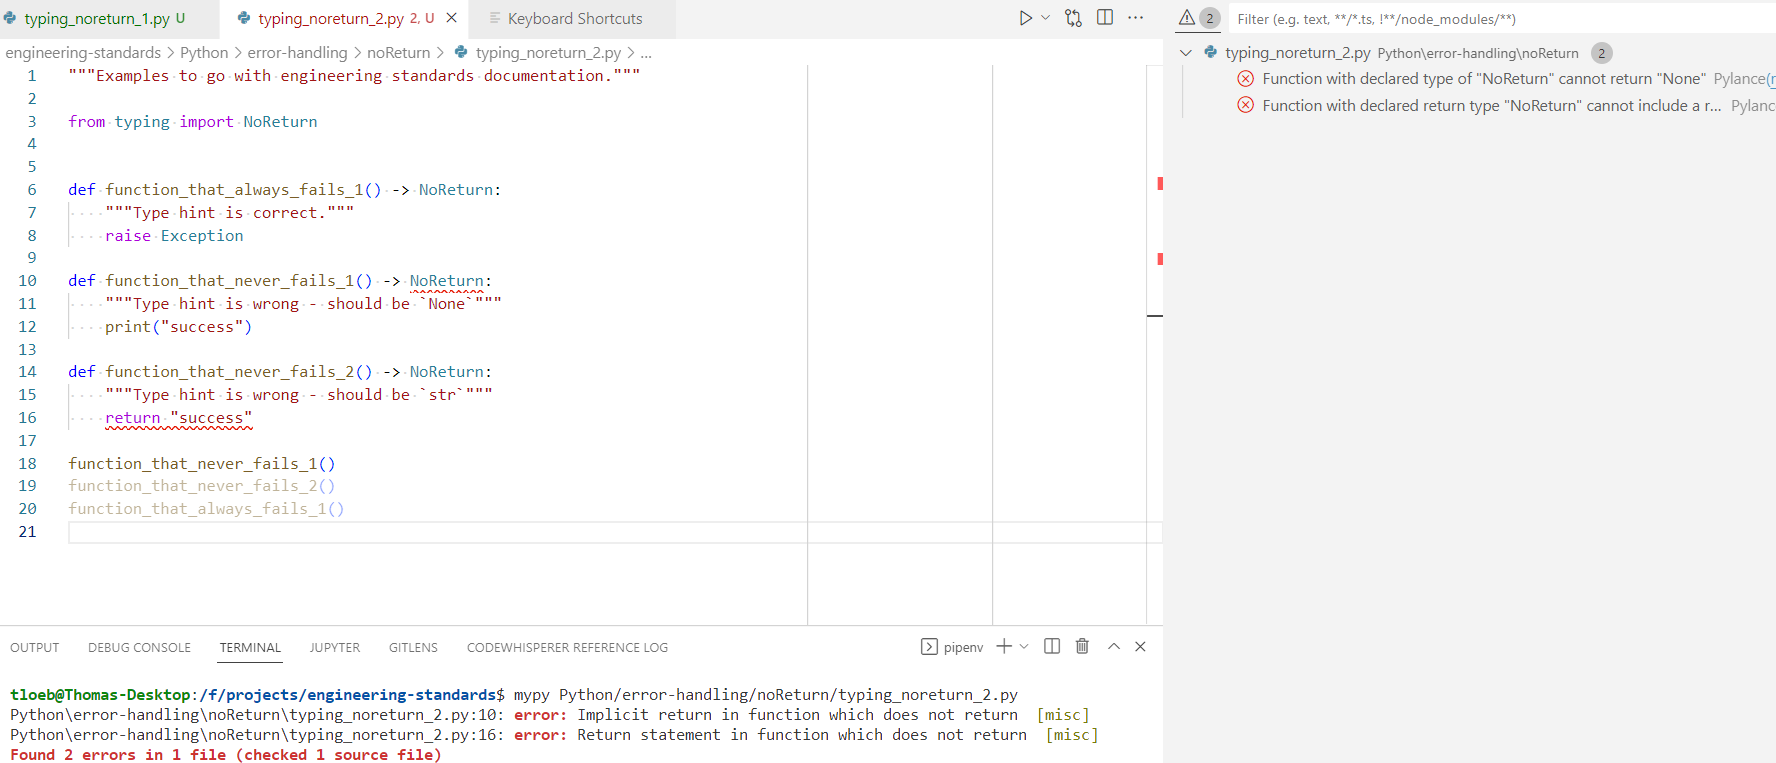 typing_noreturn_1.py U
typing_noreturn_2.py 2, U
Keyboard Shortcuts
engineering-standards > Python > error-handling > noReturn > typing_noreturn_2.py > ...
1 """Examples to go with engineering standards documentation."""
2
3 from typing import NoReturn
4
5
6 def function_that_always_fails_1() -> NoReturn:
7     """Type hint is correct."""
8     raise Exception
9
10 def function_that_never_fails_1() -> NoReturn:
11     """Type hint is wrong - should be `None`"""
12     print("success")
13
14 def function_that_never_fails_2() -> NoReturn:
15     """Type hint is wrong - should be `str`"""
16     return "success"
17
18 function_that_never_fails_1()
19 function_that_never_fails_2()
20 function_that_always_fails_1()
21
2 Filter (e.g. text, **/*.ts, !**/node_modules/**)
typing_noreturn_2.py Python\error-handling\noReturn 2
Function with declared type of "NoReturn" cannot return "None" Pylance(
Function with declared return type "NoReturn" cannot include a r... Pylanc
OUTPUT DEBUG CONSOLE TERMINAL JUPYTER GITLENS CODEWHISPERER REFERENCE LOG pipenv
tloeb@Thomas-Desktop:/f/projects/engineering-standards$ mypy Python/error-handling/noReturn/typing_noreturn_2.py
Python\error-handling\noReturn\typing_noreturn_2.py:10: error: Implicit return in function which does not return  [misc]
Python\error-handling\noReturn\typing_noreturn_2.py:16: error: Return statement in function which does not return  [misc]
Found 2 errors in 1 file (checked 1 source file)